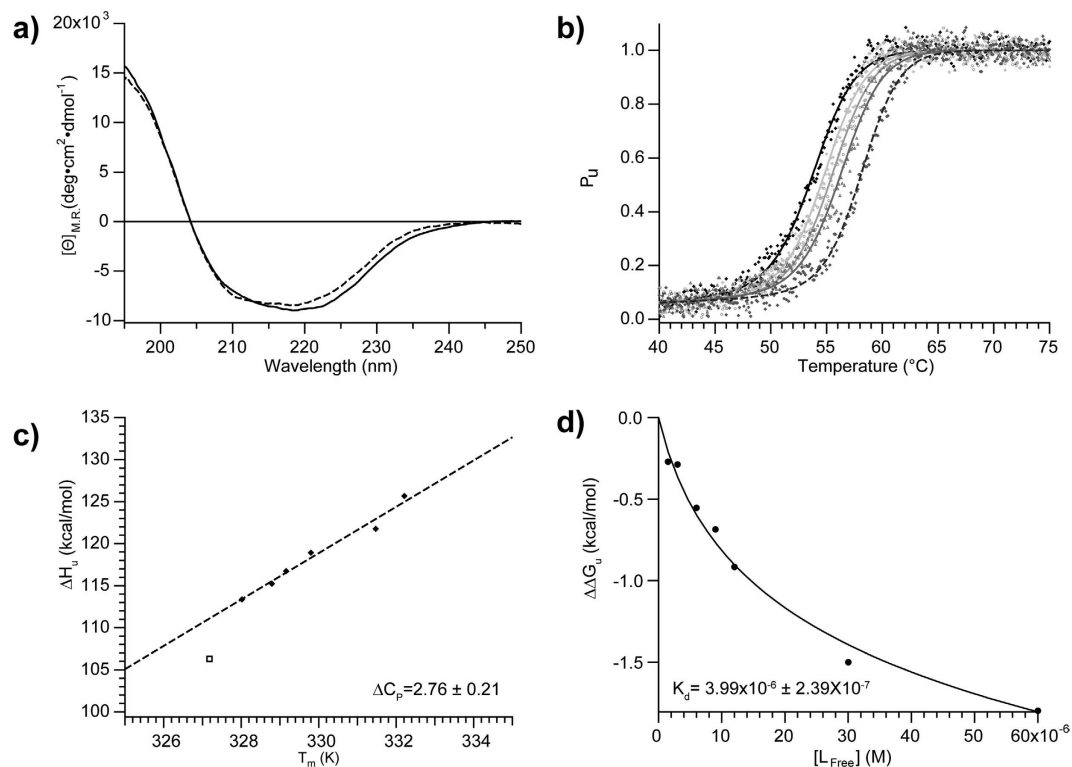 a)
20x10³
15
10
5
0
-5
-10
[Θ]M.R.(deg•cm²•dmol⁻¹)
200 210 220 230 240 250
Wavelength (nm)
b)
1.0
0.8
0.6
0.4
0.2
0.0
Pu
40 45 50 55 60 65 70 75
Temperature (°C)
c)
135
130
125
120
115
110
105
100
ΔHu (kcal/mol)
ΔCP=2.76 ± 0.21
326 328 330 332 334
Tm (K)
d)
0.0
-0.5
-1.0
-1.5
ΔΔGu (kcal/mol)
Kd= 3.99x10⁻⁶ ± 2.39X10⁻⁷
0 10 20 30 40 50 60x10⁻⁶
[LFree] (M)